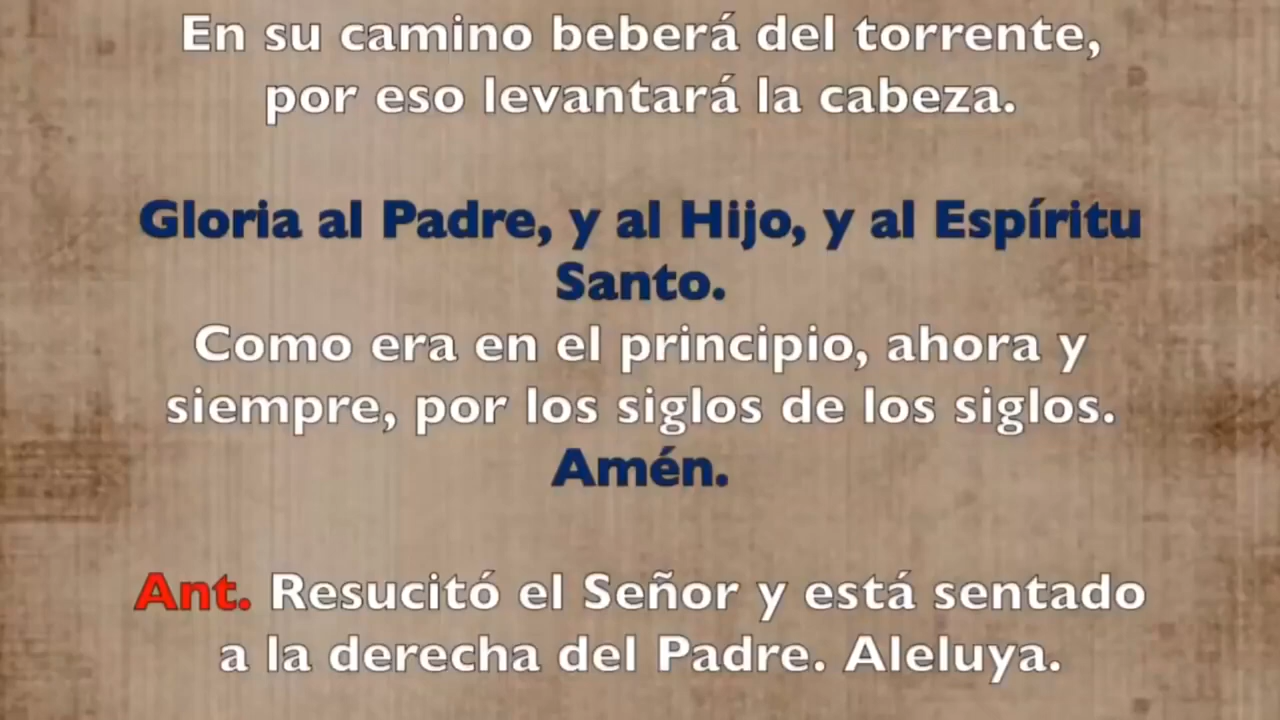 En su camino beberá del torrente,
por eso levantará la cabeza.
Gloria al Padre, y al Hijo, y al Espíritu
Santo.
Como era en el principio, ahora y
siempre, por los siglos de los siglos.
Amén.
Ant. Resucitó el Señor y está sentado
a la derecha del Padre. Aleluya.